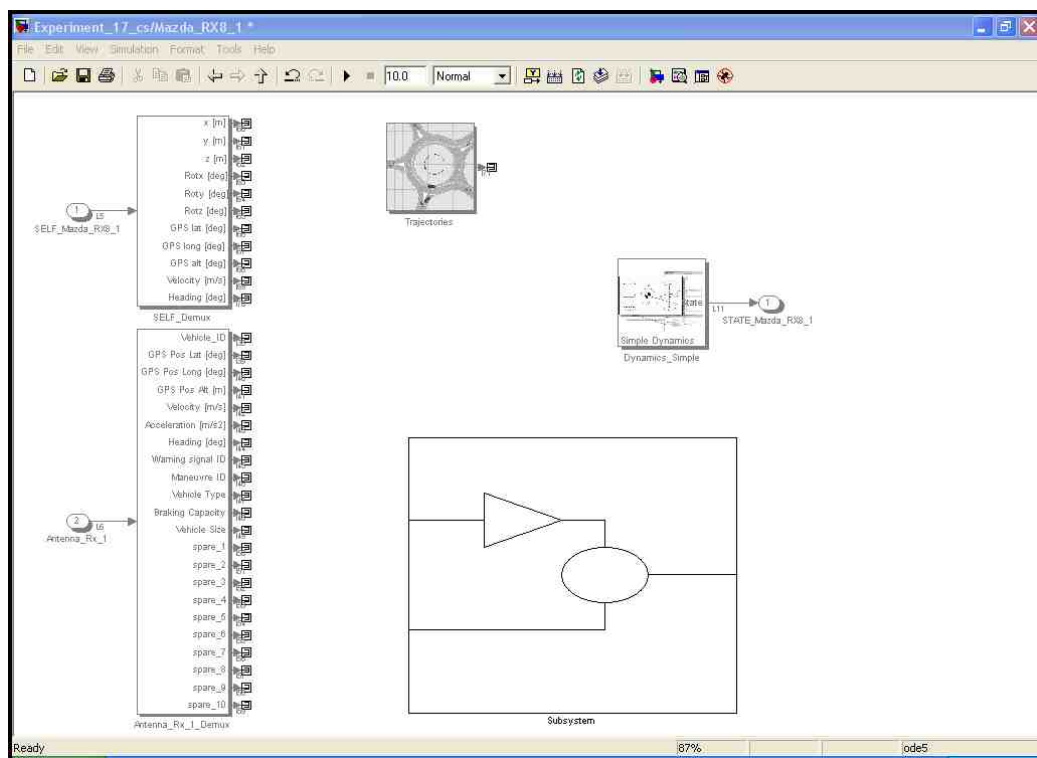 Experiment_17_cs/Mazda_RX8_1 *
File Edit View Simulation Format Tools Help
10.0 Normal
x [m]
y [m]
z [m]
Rotx [deg]
Roty [deg]
Rotz [deg]
GPS lat [deg]
GPS long [deg]
GPS alt [deg]
Velocity [m/s]
Heading [deg]
1
L5
SELF_Mazda_RX8_1
SELF_Demux
Trajectories
Simple Dynamics
Dynamics_Simple
L11
1
STATE_Mazda_RX8_1
Vehicle_ID
GPS Pos Lat [deg]
GPS Pos Long [deg]
GPS Pos Alt [m]
Velocity [m/s]
Acceleration [m/s2]
Heading [deg]
Warning signal ID
Maneuvre ID
Vehicle Type
Braking Capacity
Vehicle Size
spare_1
spare_2
spare_3
spare_4
spare_5
spare_6
spare_7
spare_8
spare_9
spare_10
2
L6
Antenna_Rx_1
Antenna_Rx_1_Demux
Subsystem
Ready 87% ode5